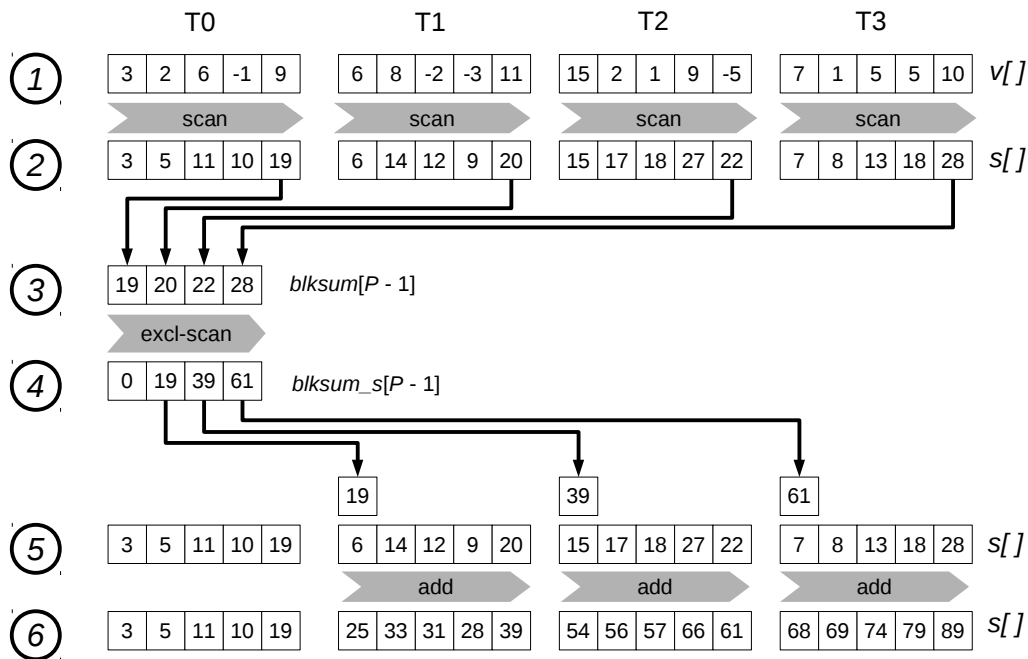 T0 T1 T2 T3
1 3 2 6 -1 9 6 8 -2 -3 11 15 2 1 9 -5 7 1 5 5 10 v[ ]
scan scan scan scan
2 3 5 11 10 19 6 14 12 9 20 15 17 18 27 22 7 8 13 18 28 s[ ]
3 19 20 22 28 blksum[P - 1]
excl-scan
4 0 19 39 61 blksum_s[P - 1]
19 39 61
5 3 5 11 10 19 6 14 12 9 20 15 17 18 27 22 7 8 13 18 28 s[ ]
add add add
6 3 5 11 10 19 25 33 31 28 39 54 56 57 66 61 68 69 74 79 89 s[ ]